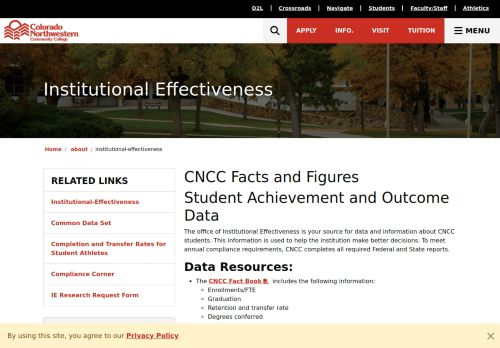 D2L | Crossroads | Navigate | Students | Faculty/Staff | Athletics
Colorado
Northwestern
Community College
APPLY INFO. VISIT TUITION MENU
Institutional Effectiveness
Home / about / institutional-effectiveness
RELATED LINKS
Institutional-Effectiveness
Common Data Set
Completion and Transfer Rates for
Student Athletes
Compliance Corner
IE Research Request Form
CNCC Facts and Figures
Student Achievement and Outcome
Data
The office of Institutional Effectiveness is your source for data and information about CNCC
students. This information is used to help the institution make better decisions. To meet
annual compliance requirements, CNCC completes all required Federal and State reports.
Data Resources:
The CNCC Fact Book includes the following information:
Enrollments/FTE
Graduation
Retention and transfer rate
Degrees conferred
By using this site, you agree to our Privacy Policy